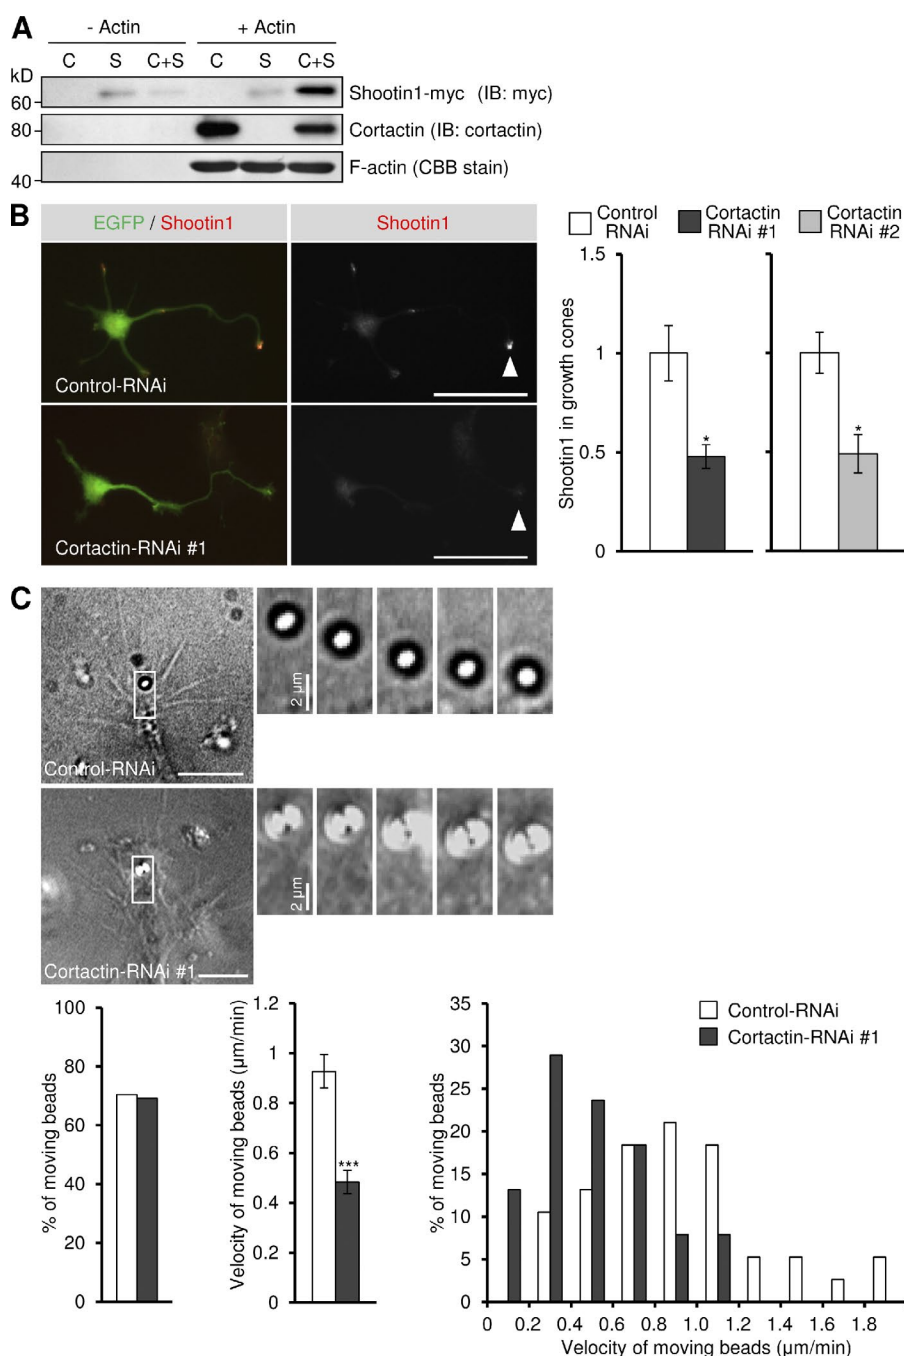 A
- Actin
+ Actin
C S C+S C S C+S
kD
60
Shootin1-myc (IB: myc)
80
Cortactin (IB: cortactin)
40
F-actin (CBB stain)
B
EGFP / Shootin1
Shootin1
Control-RNAi
Cortactin-RNAi #1
Control
RNAi
Cortactin
RNAi #1
Cortactin
RNAi #2
Shootin1 in growth cones
1.5
1
0.5
0
*
*
C
Control-RNAi
2 µm
Cortactin-RNAi #1
2 µm
% of moving beads
100
80
60
40
20
0
Velocity of moving beads (µm/min)
1.2
1
0.8
0.6
0.4
0.2
0
***
% of moving beads
35
30
25
20
15
10
5
0
Control-RNAi
Cortactin-RNAi #1
0 0.2 0.4 0.6 0.8 1.0 1.2 1.4 1.6 1.8
Velocity of moving beads (µm/min)